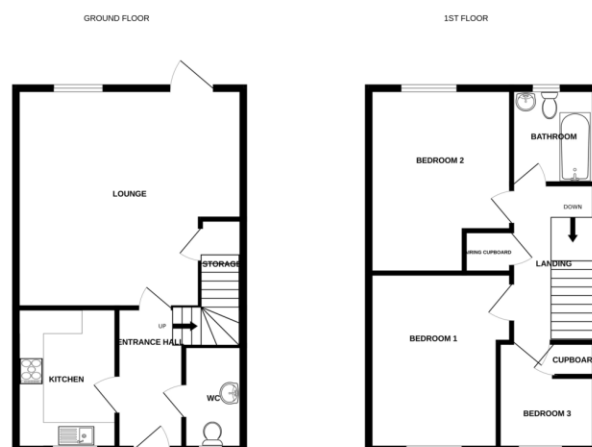 GROUND FLOOR
1ST FLOOR
BATHROOM
BEDROOM 2
LOUNGE
DOWN
CUPBOARD
STORAGE
LANDING
UP
ENTRANCE HALL
BEDROOM 1
CUPBOAR
KITCHEN
WC
BEDROOM 3